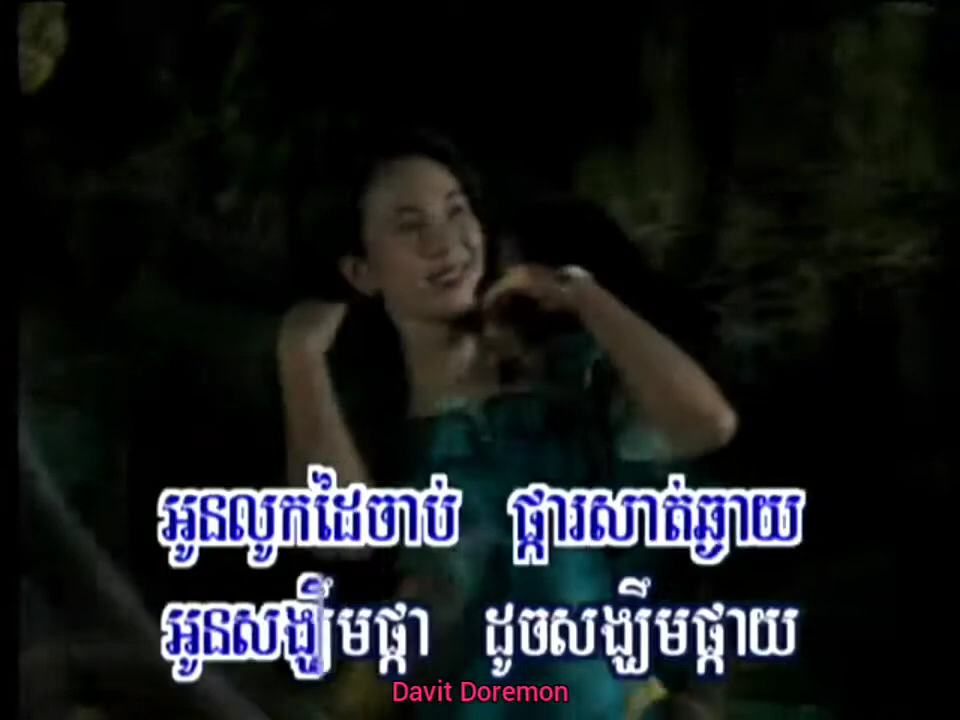 អូនលូកដៃចាប់ ផ្ការសាត់ឆ្ងាយ
អូនសង្ឃឹមផ្កា ដូចសង្ឃឹមផ្កាយ
Davit Doremon